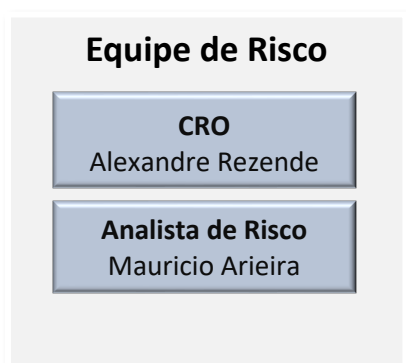 Equipe de Risco
CRO
Alexandre Rezende
Analista de Risco
Mauricio Arieira